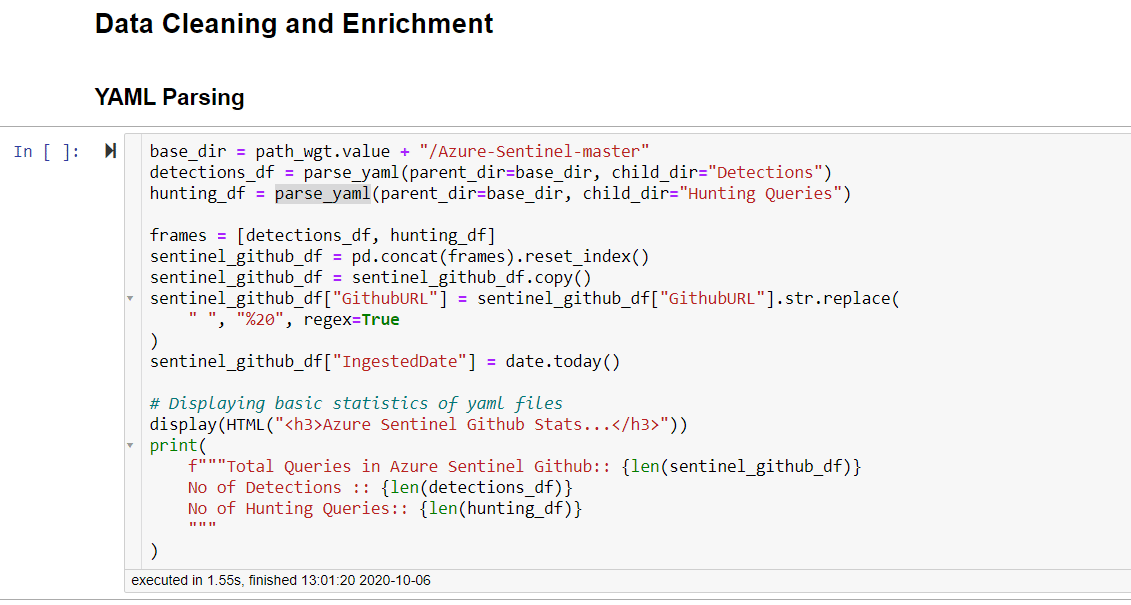 Data Cleaning and Enrichment
YAML Parsing
In [ ]:
base_dir = path_wgt.value + "/Azure-Sentinel-master"
detections_df = parse_yaml(parent_dir=base_dir, child_dir="Detections")
hunting_df = parse_yaml(parent_dir=base_dir, child_dir="Hunting Queries")
frames = [detections_df, hunting_df]
sentinel_github_df = pd.concat(frames).reset_index()
sentinel_github_df = sentinel_github_df.copy()
sentinel_github_df["GithubURL"] = sentinel_github_df["GithubURL"].str.replace(
    " ", "%20", regex=True
)
sentinel_github_df["IngestedDate"] = date.today()
# Displaying basic statistics of yaml files
display(HTML("<h3>Azure Sentinel Github Stats...</h3>"))
print(
    f"""Total Queries in Azure Sentinel Github:: {len(sentinel_github_df)}
    No of Detections :: {len(detections_df)}
    No of Hunting Queries:: {len(hunting_df)}
    """
)
executed in 1.55s, finished 13:01:20 2020-10-06